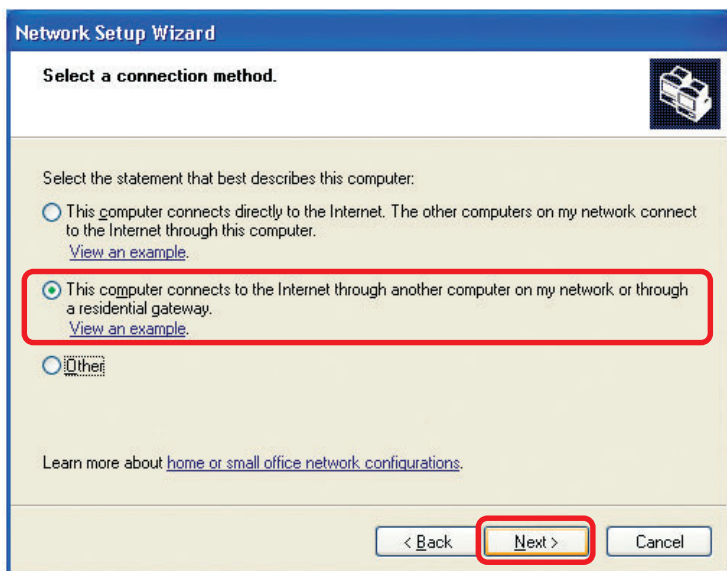 Network Setup Wizard
Select a connection method.
Select the statement that best describes this computer:
This computer connects directly to the Internet. The other computers on my network connect
to the Internet through this computer.
View an example.
This computer connects to the Internet through another computer on my network or through
a residential gateway.
View an example.
Other
Learn more about home or small office network configurations.
< Back Next > Cancel